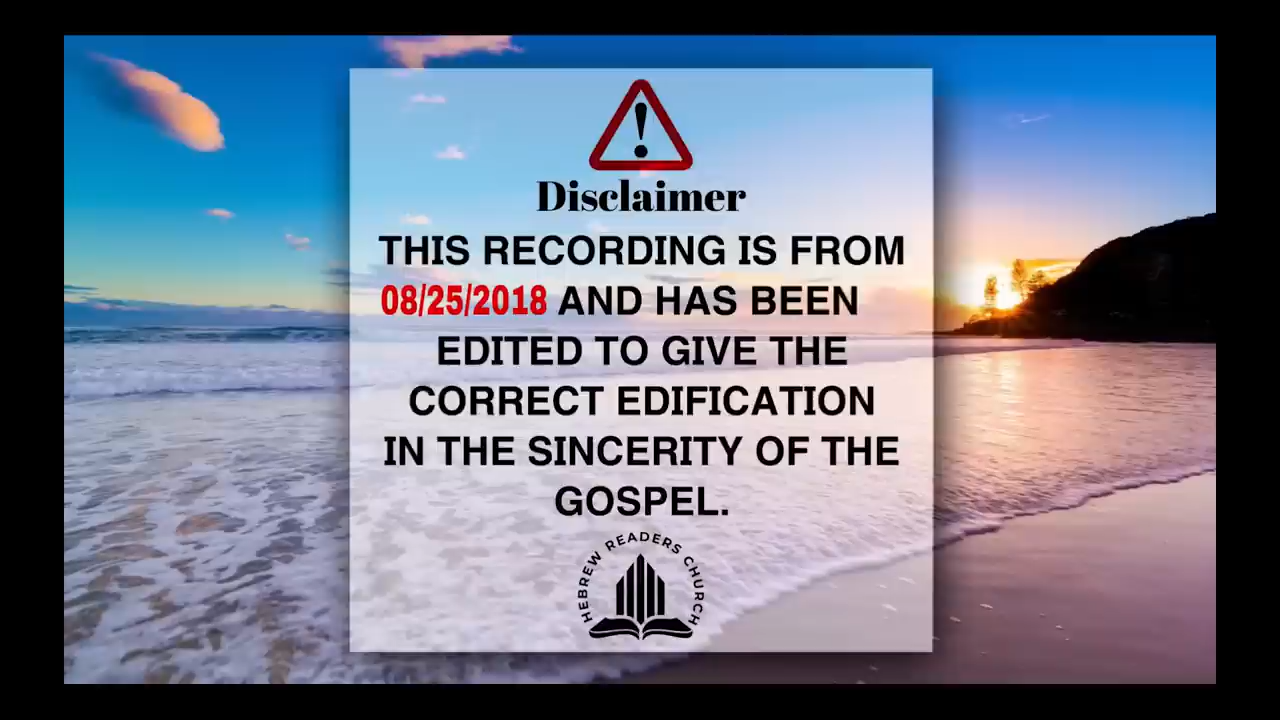 Disclaimer
THIS RECORDING IS FROM
08/25/2018 AND HAS BEEN
EDITED TO GIVE THE
CORRECT EDIFICATION
IN THE SINCERITY OF THE
GOSPEL.
HEBREW READERS CHURCH